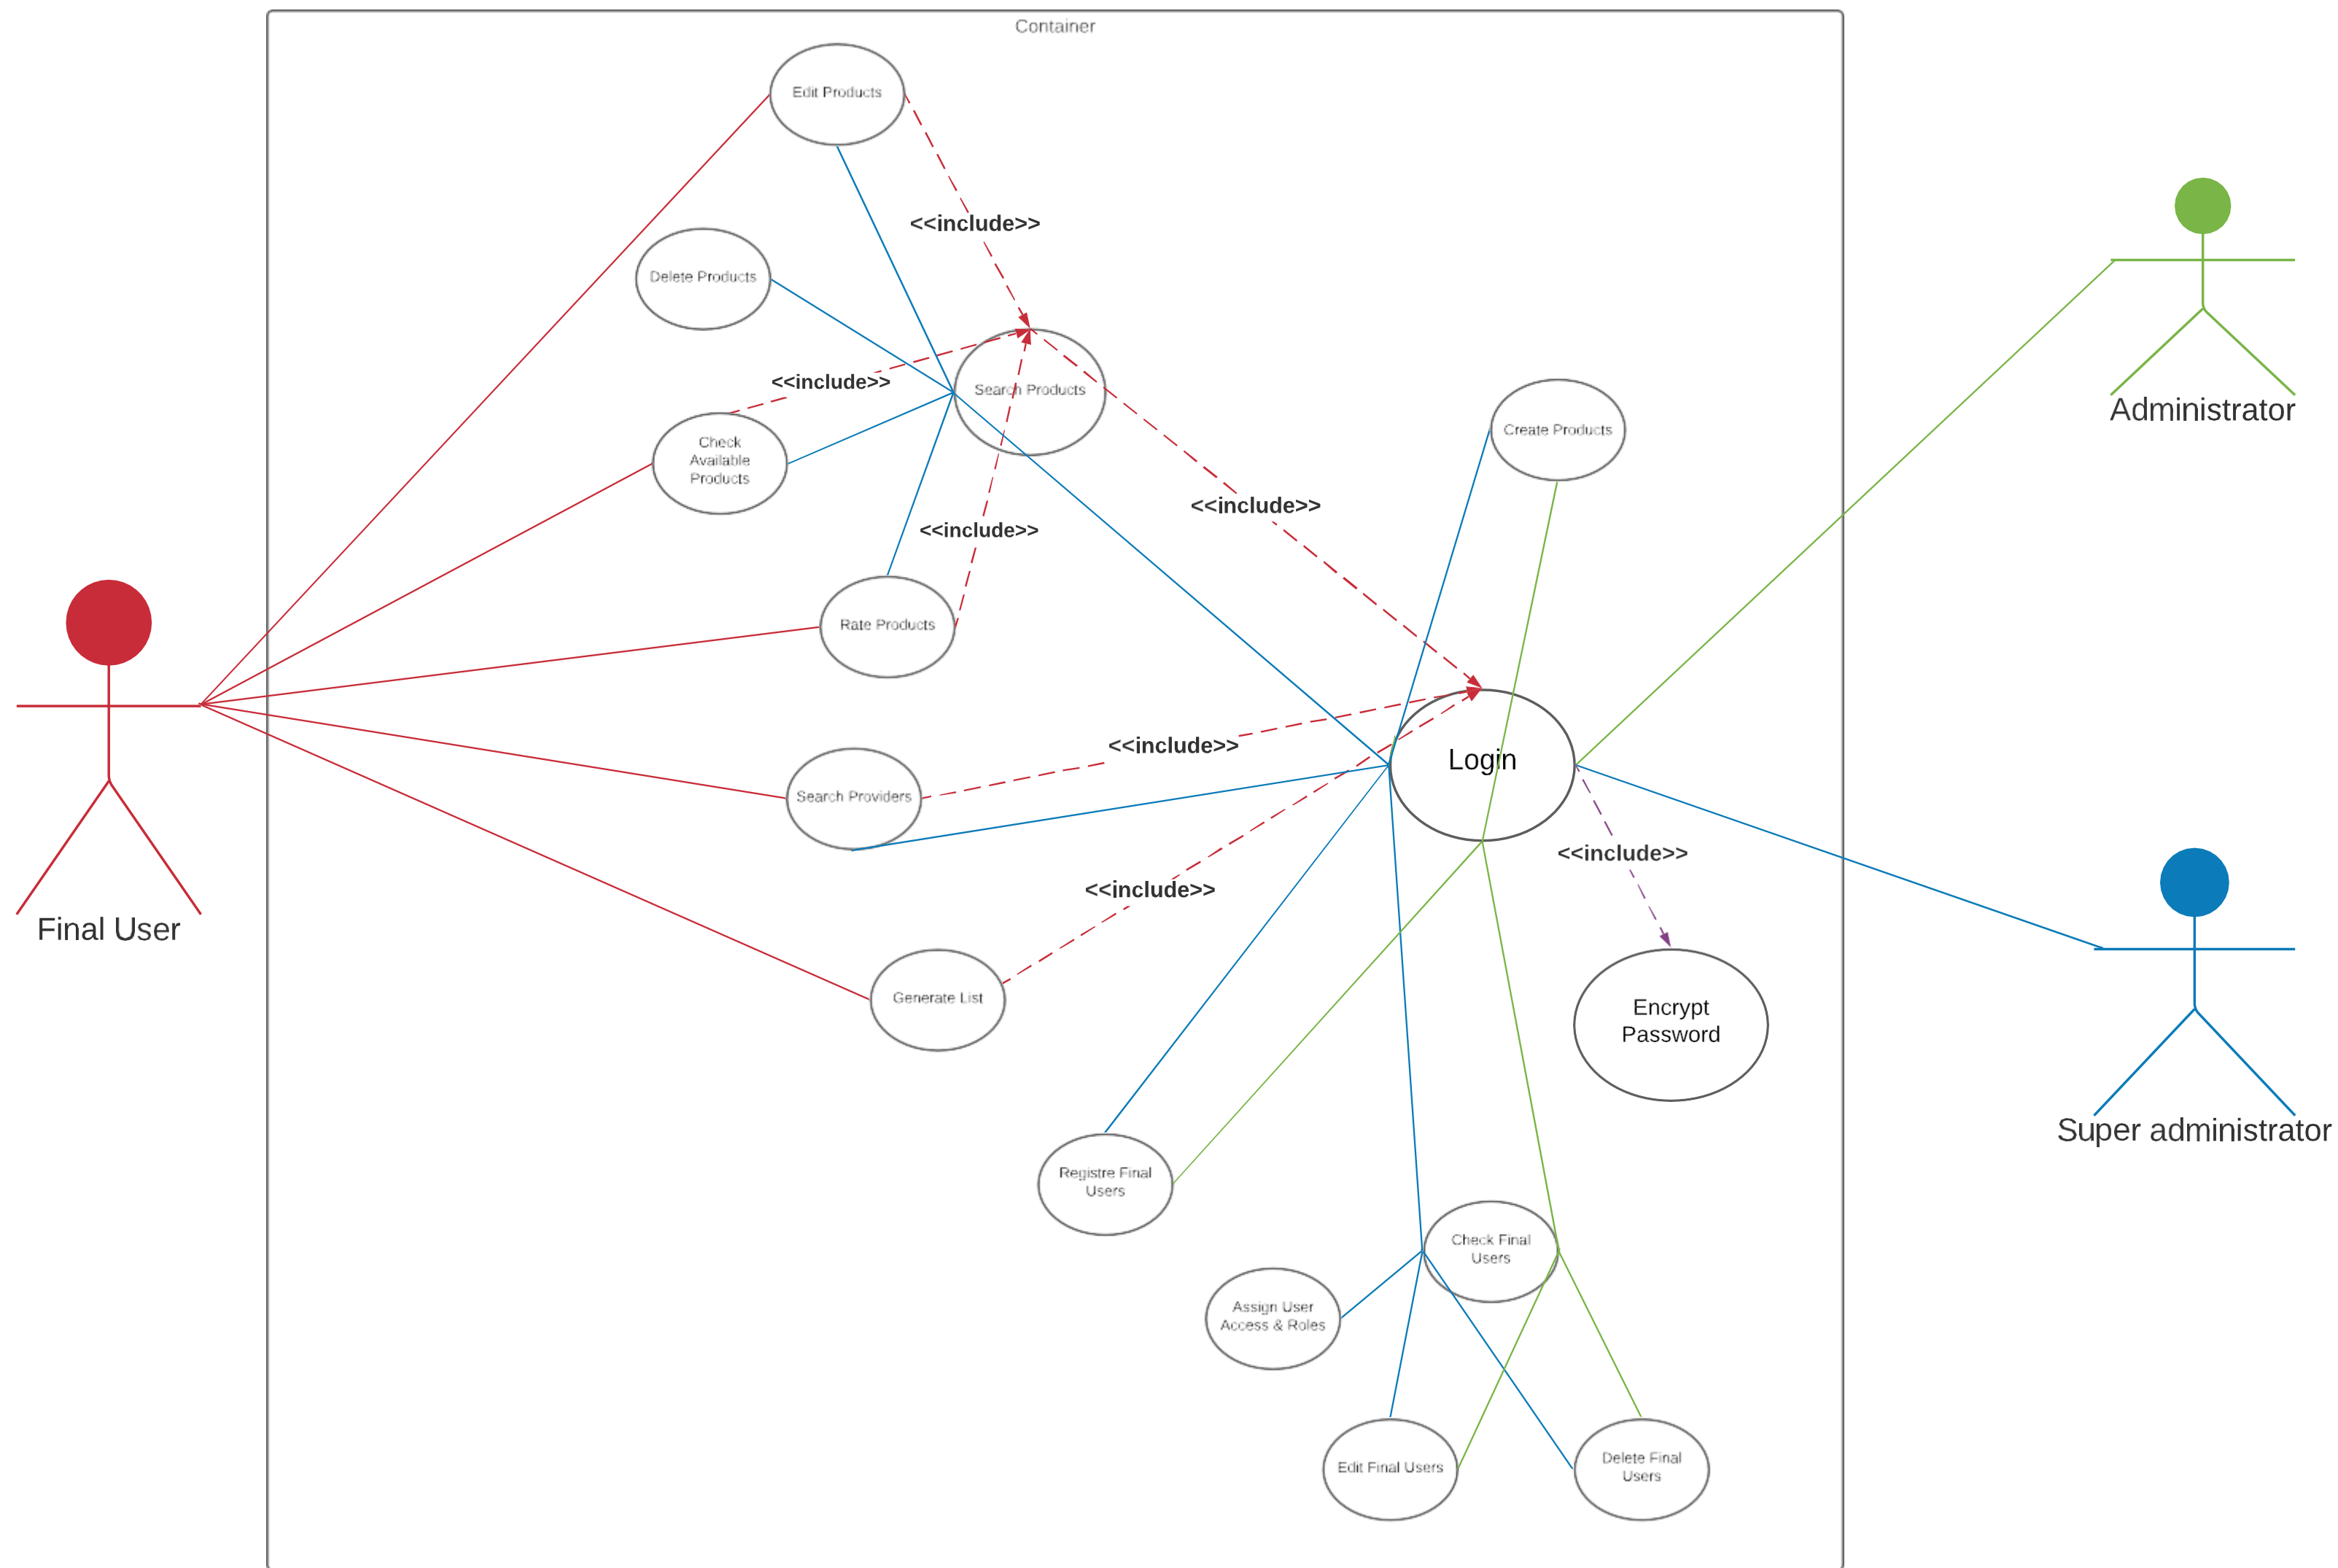 Container
Edit Products
<<include>>
Delete Products
<<include>>
Search Products
Check
Available
Products
Create Products
Administrator
<<include>>
<<include>>
Rate Products
<<include>>
Login
Search Providers
<<include>>
<<include>>
Final User
Generate List
Encrypt
Password
Super administrator
Registre Final
Users
Check Final
Users
Assign User
Access & Roles
Edit Final Users
Delete Final
Users